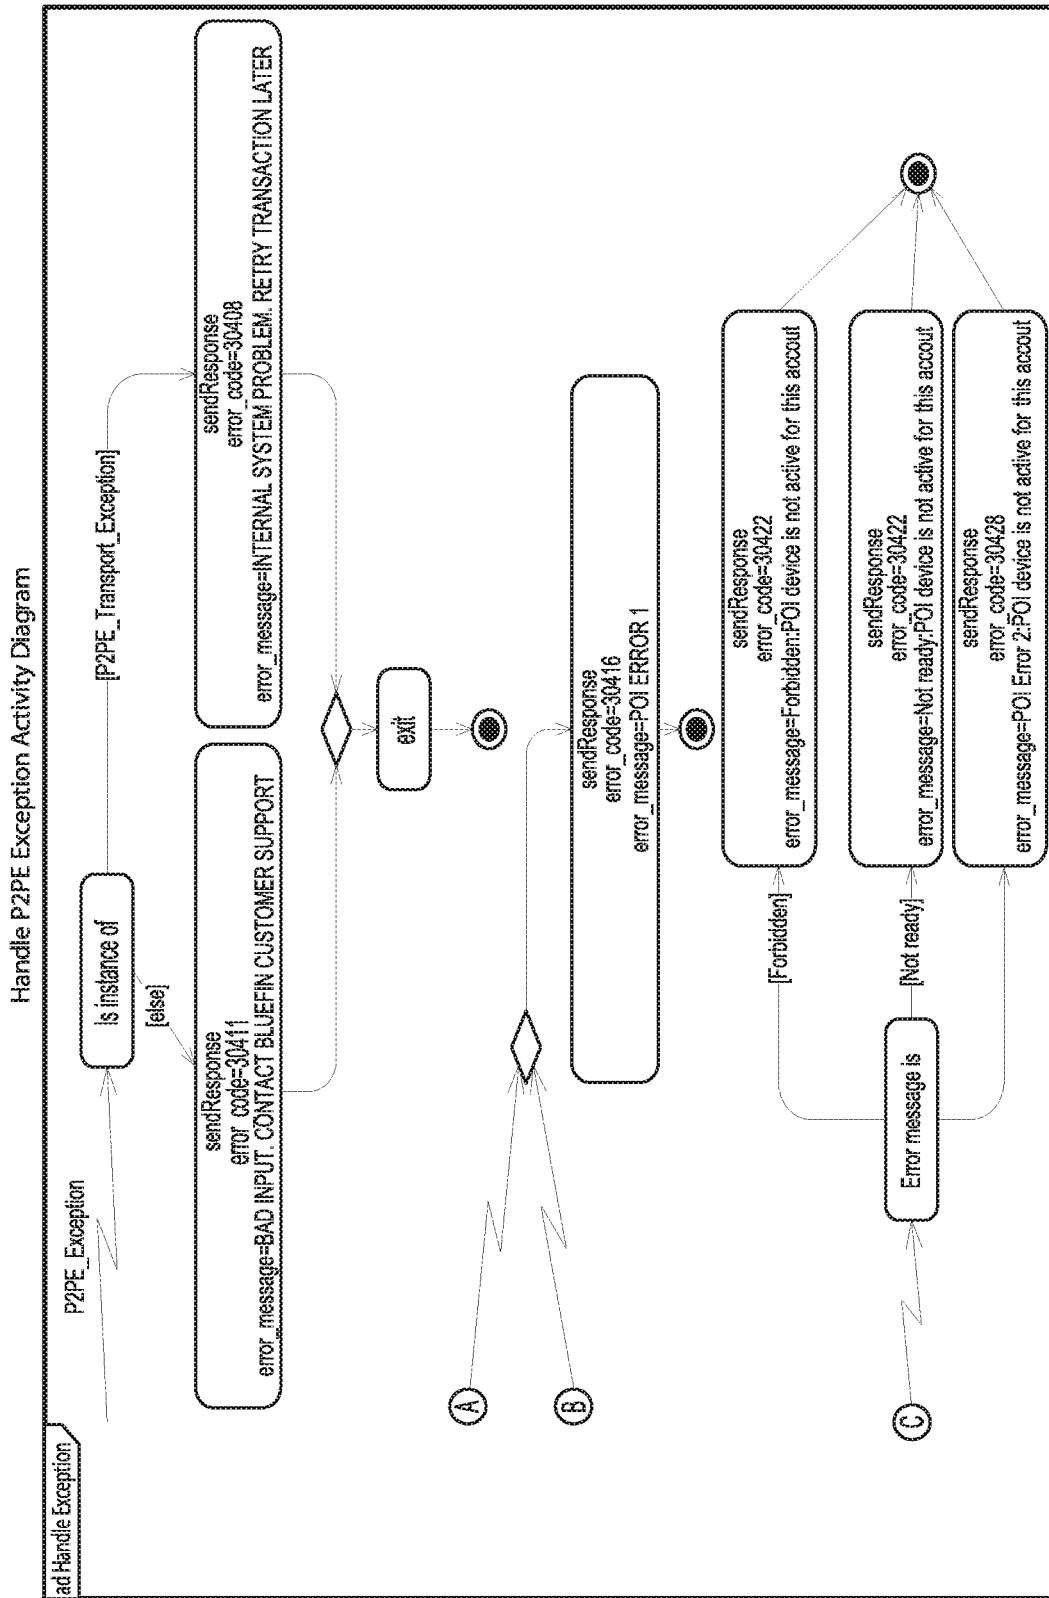 Handle P2PE Exception Activity Diagram
ad Handle Exception
P2PE_Exception
Is instance of
[P2PE_Transport_Exception]
[else]
sendResponse
error_code=30411
error_message=BAD INPUT. CONTACT BLUEFIN CUSTOMER SUPPORT
sendResponse
error_code=30408
error_message=INTERNAL SYSTEM PROBLEM. RETRY TRANSACTION LATER
exit
A
B
sendResponse
error_code=30416
error_message=POI ERROR 1
C
Error message is
[Forbidden]
[Not ready]
sendResponse
error_code=30422
error_message=Forbidden:POI device is not active for this accout
sendResponse
error_code=30422
error_message=Not ready:POI device is not active for this accout
sendResponse
error_code=30428
error_message=POI Error 2:POI device is not active for this accout